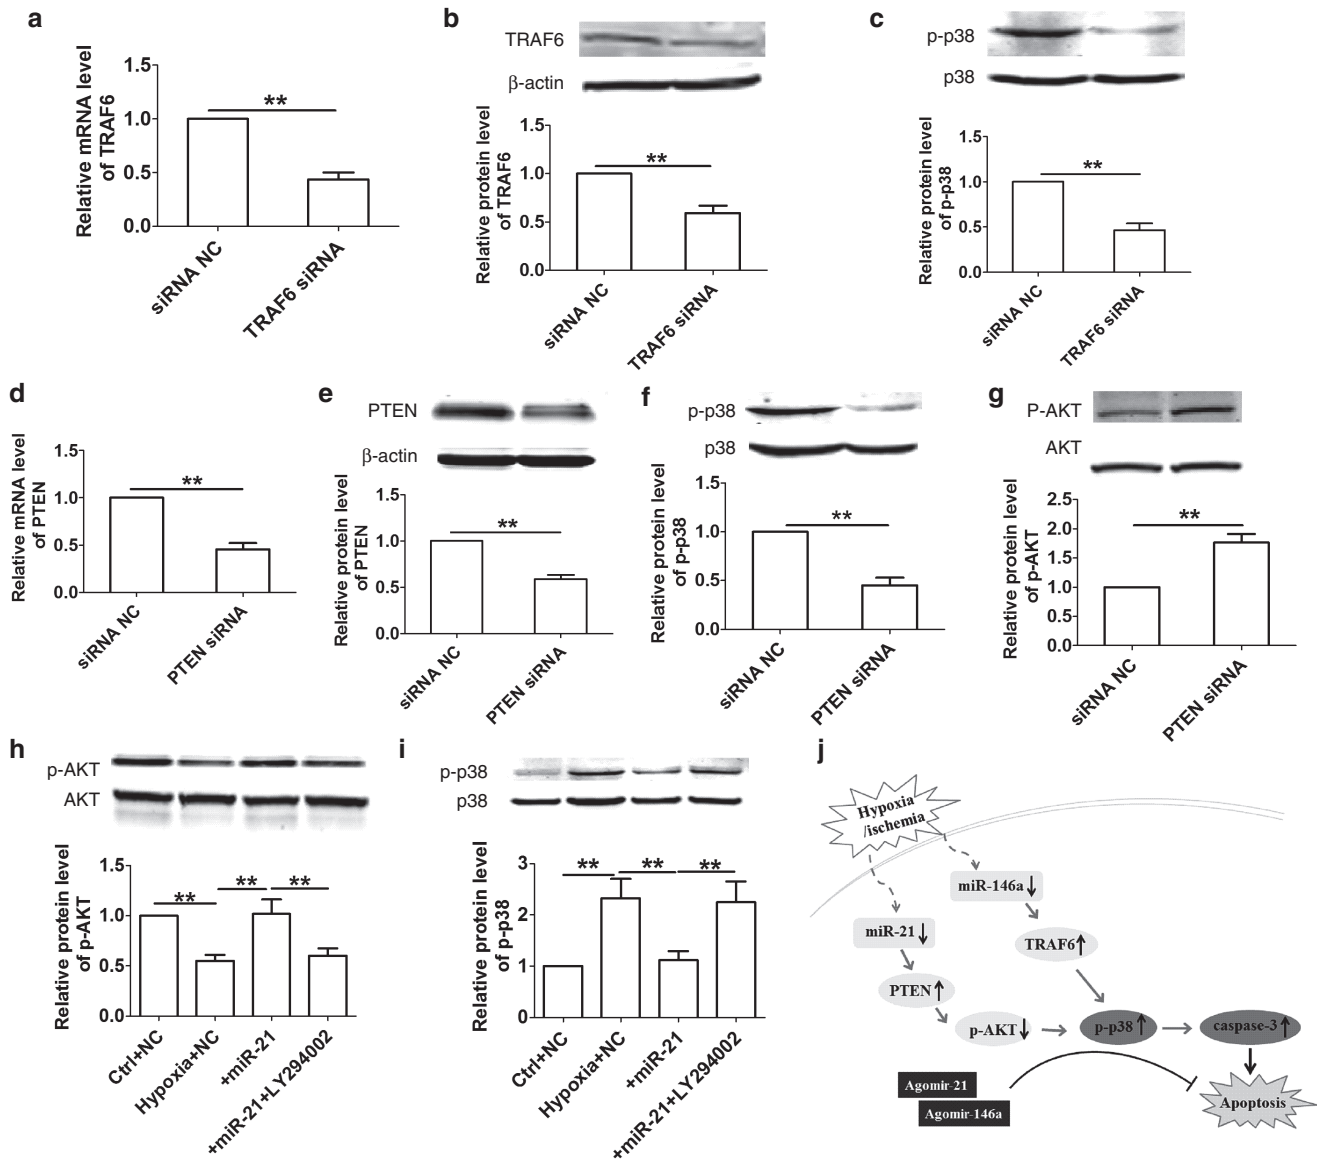 a
Relative mRNA level
of TRAF6
1.5
1.0
0.5
0.0
**
siRNA NC
TRAF6 siRNA
b
TRAF6
β-actin
Relative protein level
of TRAF6
1.5
1.0
0.5
0.0
**
siRNA NC
TRAF6 siRNA
c
p-p38
p38
Relative protein level
of p-p38
1.5
1.0
0.5
0.0
**
siRNA NC
TRAF6 siRNA
d
Relative mRNA level
of PTEN
1.5
1.0
0.5
0.0
**
siRNA NC
PTEN siRNA
e
PTEN
β-actin
Relative protein level
of PTEN
1.5
1.0
0.5
0.0
**
siRNA NC
PTEN siRNA
f
p-p38
p38
Relative protein level
of p-p38
1.5
1.0
0.5
0.0
**
siRNA NC
PTEN siRNA
g
P-AKT
AKT
Relative protein level
of p-AKT
2.5
2.0
1.5
1.0
0.5
0.0
**
siRNA NC
PTEN siRNA
h
p-AKT
AKT
Relative protein level
of p-AKT
1.5
1.0
0.5
0.0
** ** **
Ctrl+NC
Hypoxia+NC
+miR-21
+miR-21+LY294002
i
p-p38
p38
Relative protein level
of p-p38
3
2
1
0
** ** **
Ctrl+NC
Hypoxia+NC
+miR-21
+miR-21+LY294002
j
Hypoxia
/ischemia
miR-146a↓
miR-21↓
TRAF6↑
PTEN↑
p-AKT↓
p-p38↑
caspase-3↑
Agomir-21
Agomir-146a
Apoptosis